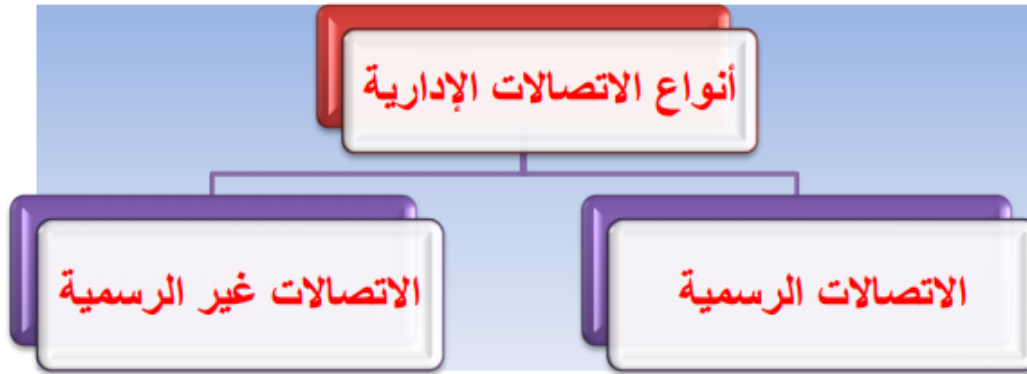 أنواع الاتصالات الإدارية
الاتصالات الرسمية
الاتصالات غير الرسمية